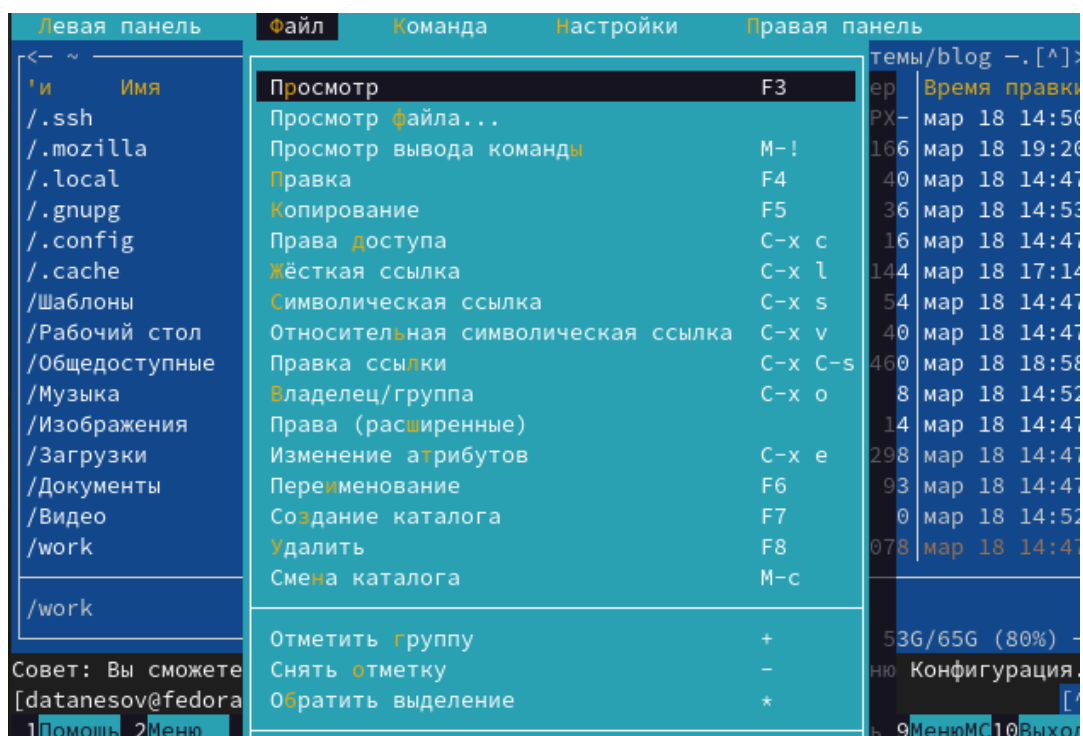 Левая панель Файл Команда Настройки Правая панель
<— ~ темы/blog —.[^]>
'и Имя Просмотр F3 ер Время правки
/.ssh Просмотр файла... РХ- мар 18 14:50
/.mozilla Просмотр вывода команды M-! 166 мар 18 19:20
/.local Правка F4 40 мар 18 14:47
/.gnupg Копирование F5 36 мар 18 14:53
/.config Права доступа C-x c 16 мар 18 14:47
/.cache Жёсткая ссылка C-x l 144 мар 18 17:14
/Шаблоны Символическая ссылка C-x s 54 мар 18 14:47
/Рабочий стол Относительная символическая ссылка C-x v 40 мар 18 14:47
/Общедоступные Правка ссылки C-x C-s 460 мар 18 18:58
/Музыка Владелец/группа C-x o 8 мар 18 14:52
/Изображения Права (расширенные) 14 мар 18 14:47
/Загрузки Изменение атрибутов C-x e 298 мар 18 14:47
/Документы Переименование F6 93 мар 18 14:47
/Видео Создание каталога F7 0 мар 18 14:52
/work Удалить F8 078 мар 18 14:47
Смена каталога M-c
/work
Отметить группу + 53G/65G (80%) —
Совет: Вы сможете Снять отметку - ню Конфигурация.
[datanesov@fedora Обратить выделение * [^
1Помощь 2Меню ь 9МенюМС 10Выход